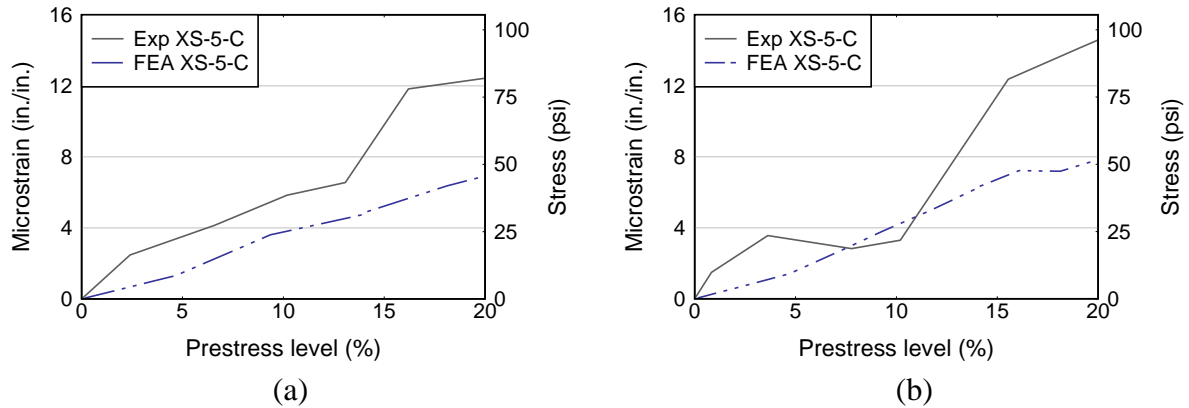 16
12
8
4
0
Microstrain (in./in.)
Exp XS-5-C
FEA XS-5-C
100
75
50
25
0
Stress (psi)
0 5 10 15 20
Prestress level (%)
(a)
16
12
8
4
0
Microstrain (in./in.)
Exp XS-5-C
FEA XS-5-C
100
75
50
25
0
Stress (psi)
0 5 10 15 20
Prestress level (%)
(b)